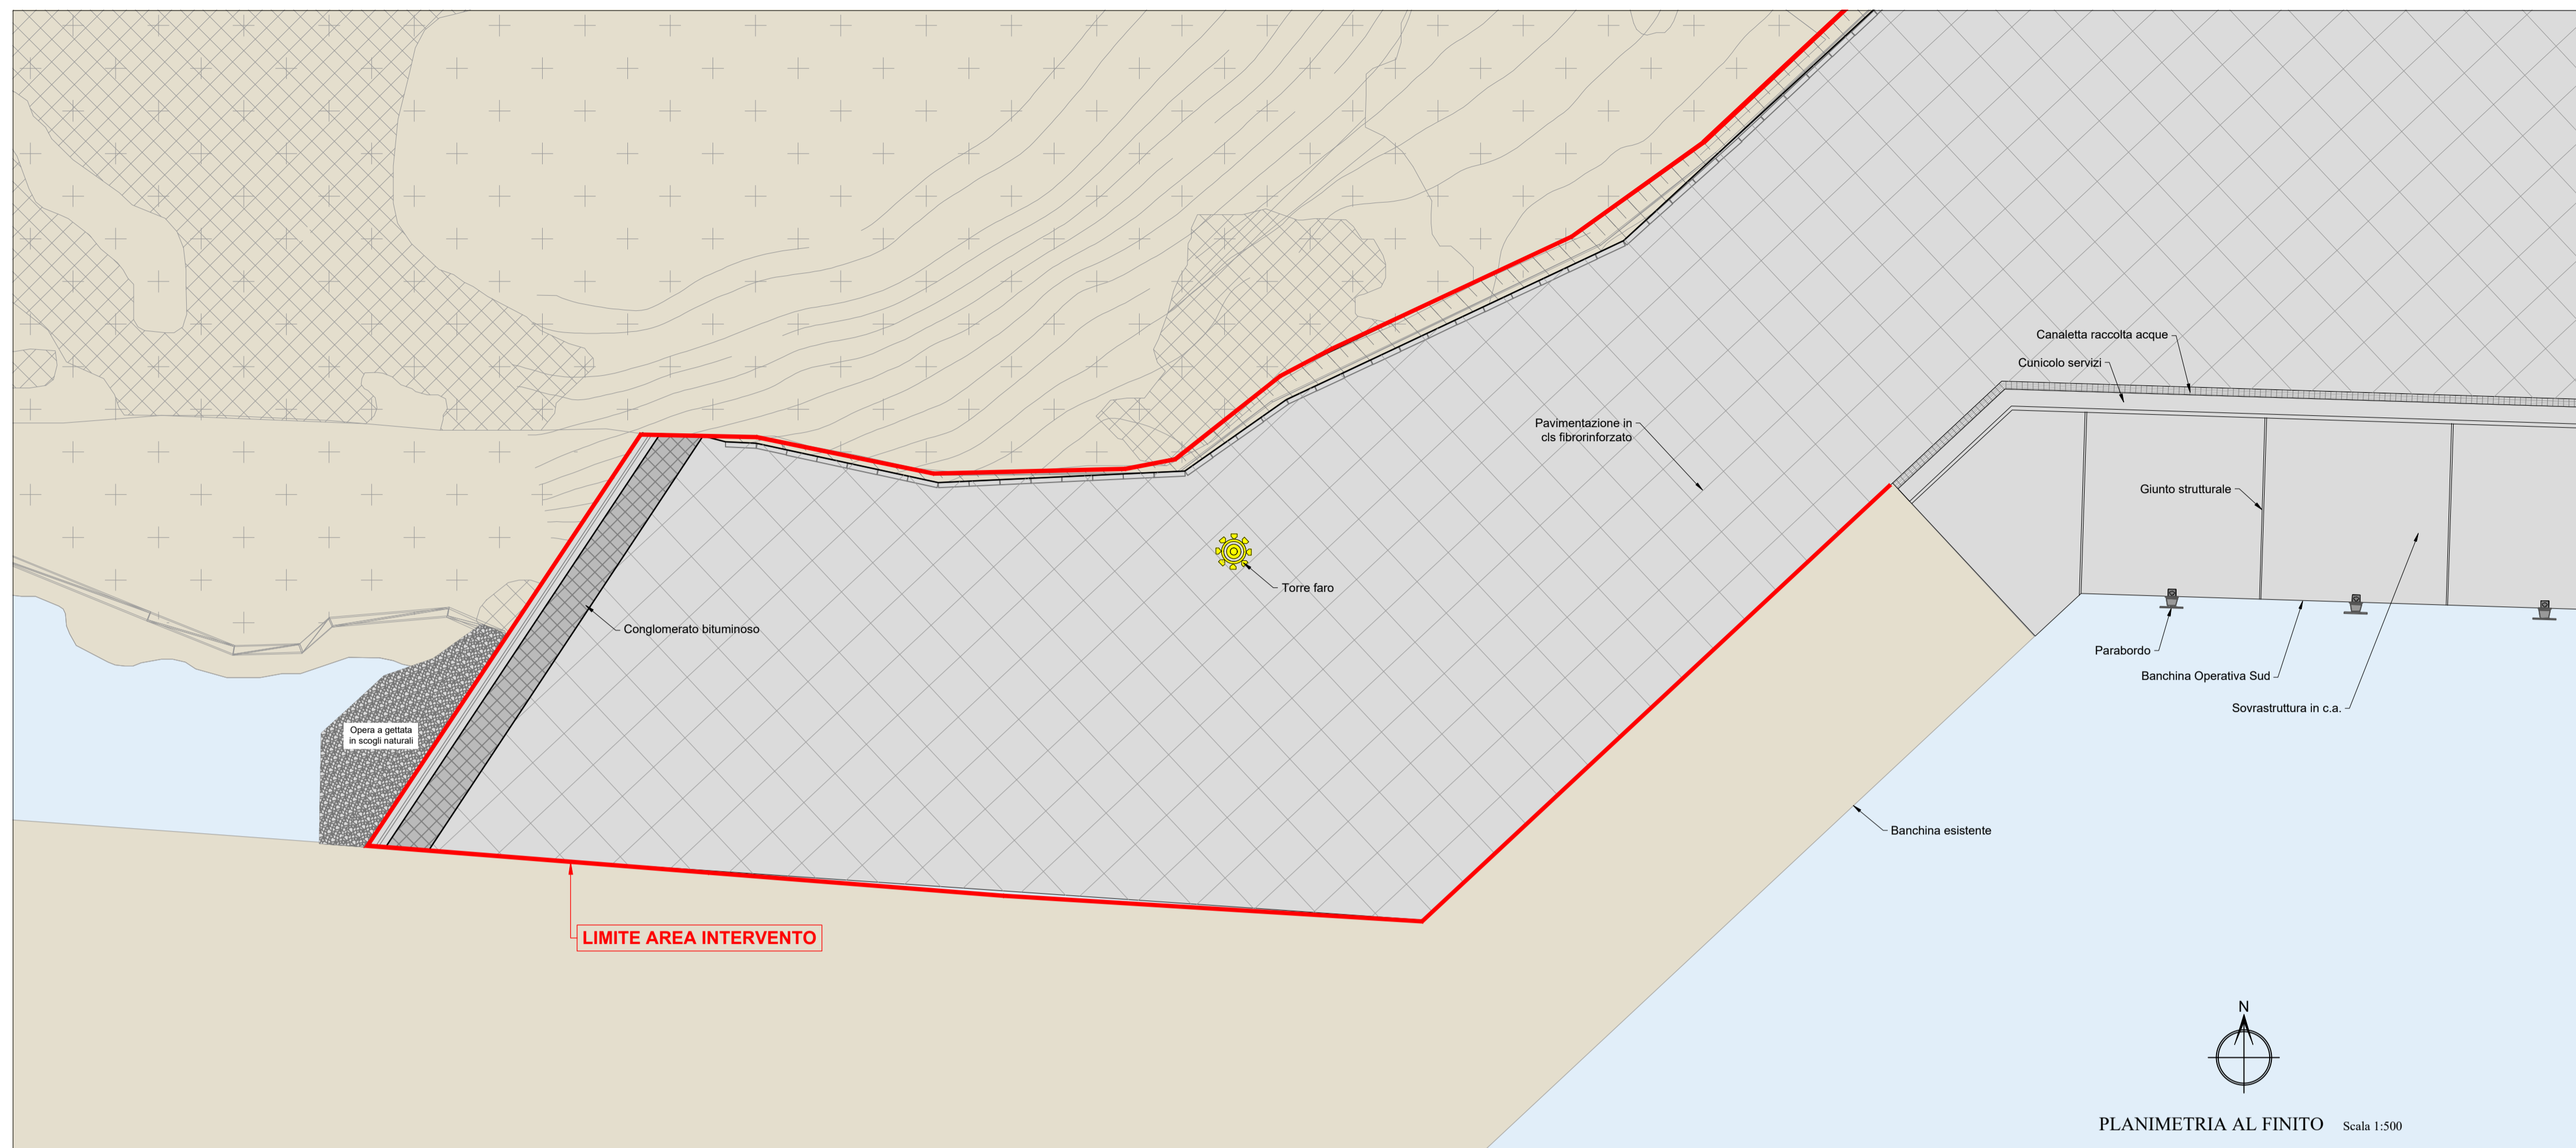 Canaletta raccolta acque
Cunicolo servizi
Pavimentazione in
cls fibrorinforzato
Giunto strutturale
Torre faro
Conglomerato bituminoso
Parabordo
Banchina Operativa Sud
Sovrastruttura in c.a.
Opera a gettata
in scogli naturali
Banchina esistente
LIMITE AREA INTERVENTO
N
PLANIMETRIA AL FINITO Scala 1:500